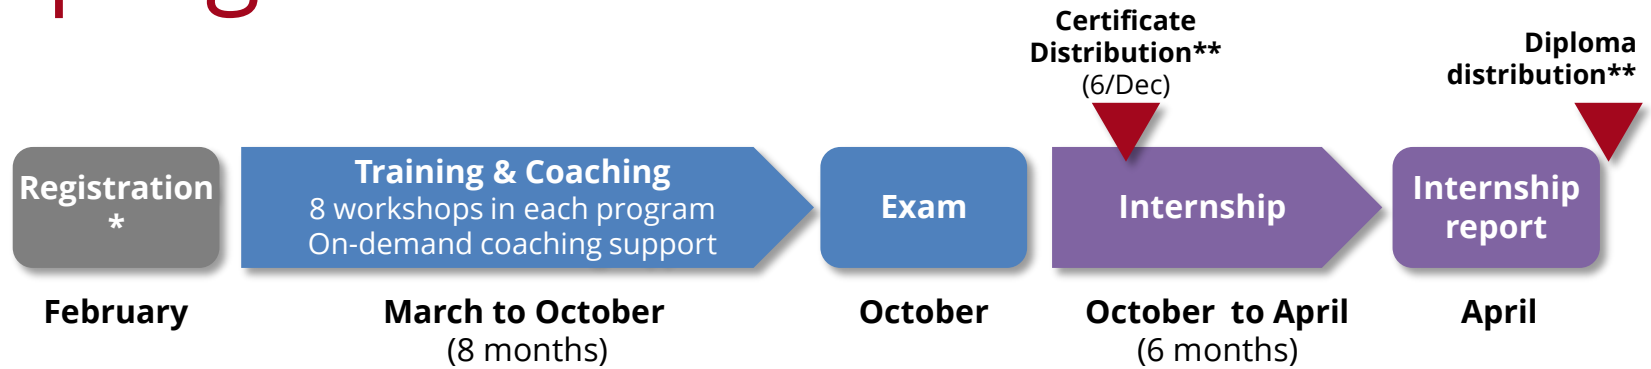 Certificate
Distribution**
(6/Dec)
Diploma
distribution**
Registration
*
Training & Coaching
8 workshops in each program
On-demand coaching support
Exam
Internship
Internship
report
February
March to October
(8 months)
October
October to April
(6 months)
April